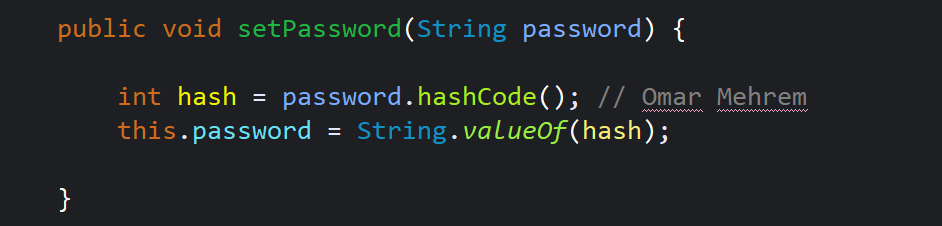 public void setPassword(String password) {
int hash = password.hashCode(); // Omar Mehrem
this.password = String.valueOf(hash);
}